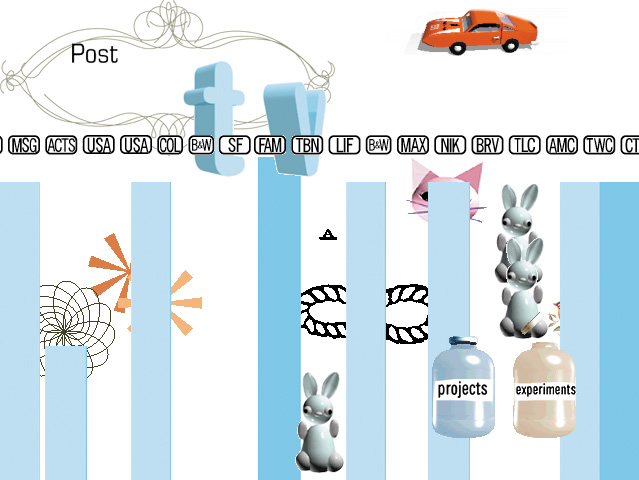 Post
tv
MSG ACTS USA USA COL B&W SF FAM TBN LIF B&W MAX NIK BRV TLC AMC TWC CT
A
projects experiments